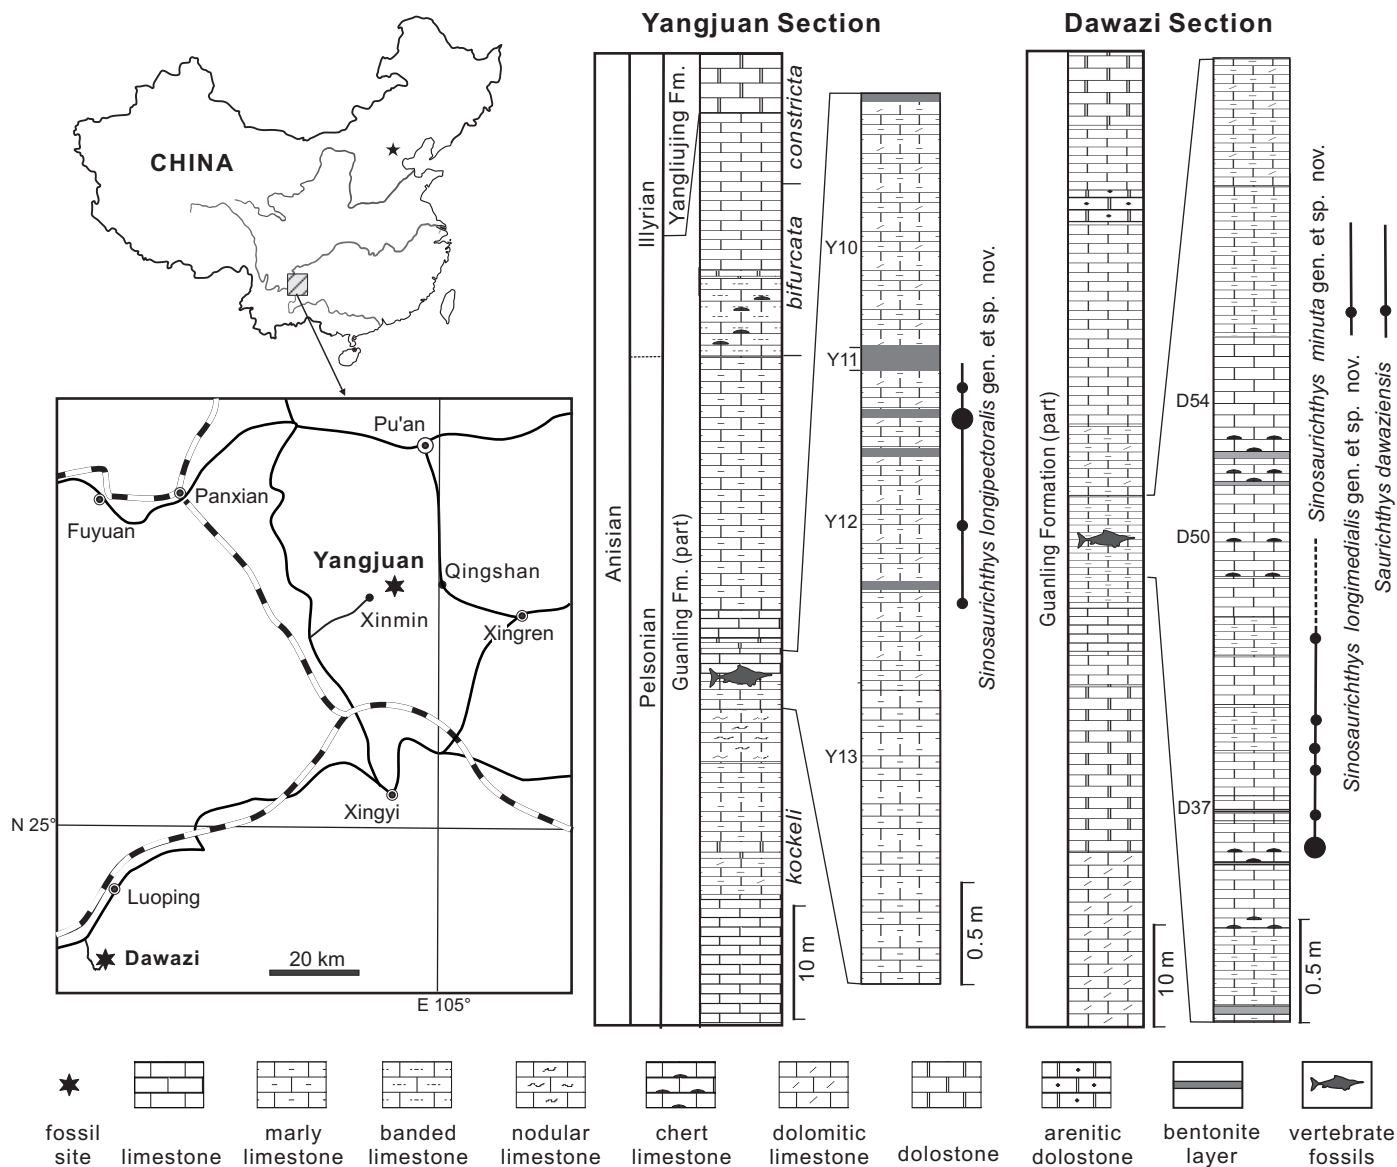 Yangjuan Section
Dawazi Section
CHINA
Pu'an
Panxian
Fuyuan
Yangjuan
Qingshan
Xinmin
Xingren
Xingyi
N 25°
Luoping
Dawazi
20 km
E 105°
Anisian
Illyrian
Pelsonian
Yangliujing Fm.
Guanling Fm. (part)
constricta
bifurcata
kockeli
10 m
Y10
Y11
Y12
Y13
0.5 m
Sinosaurichthys longipectoralis gen. et sp. nov.
Guanling Formation (part)
10 m
D54
D50
D37
0.5 m
Sinosaurichthys minuta gen. et sp. nov.
Sinosaurichthys longimedialis gen. et sp. nov.
Saurichthys dawaziensis
fossil
site
limestone
marly
limestone
banded
limestone
nodular
limestone
chert
limestone
dolomitic
limestone
dolostone
arenitic
dolostone
bentonite
layer
vertebrate
fossils